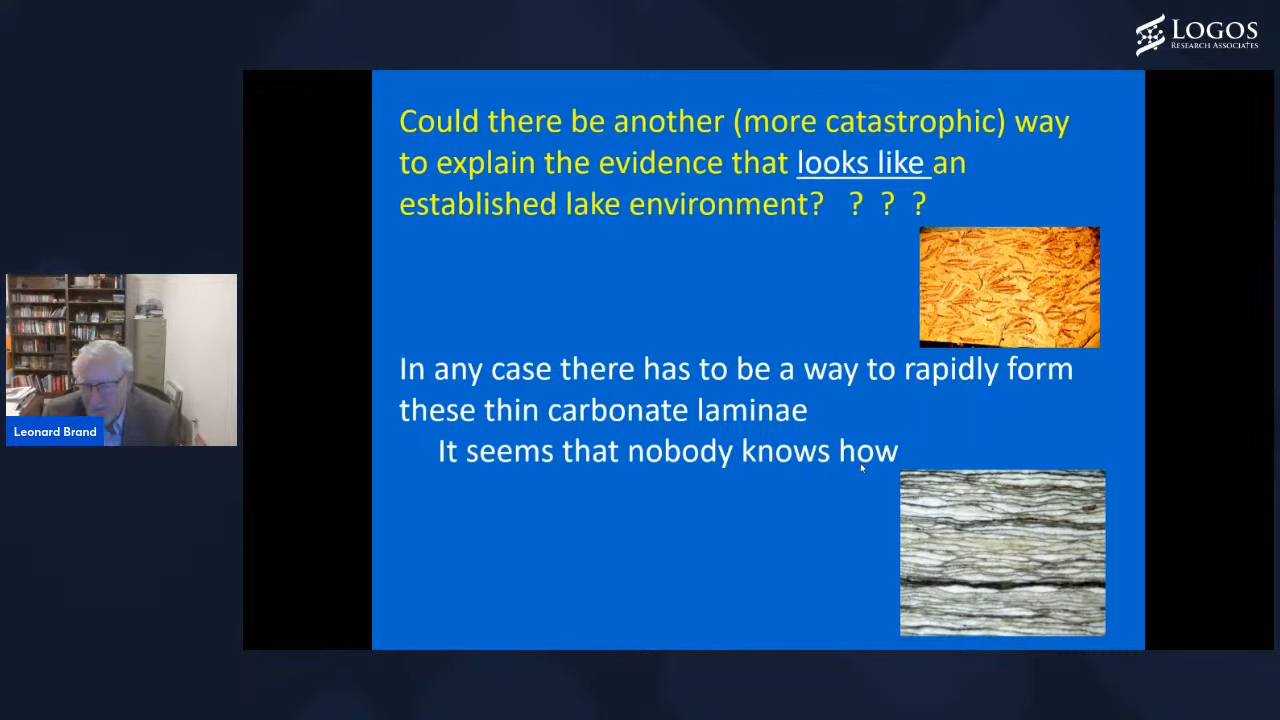 LOGOS
RESEARCH ASSOCIATES
Could there be another (more catastrophic) way
to explain the evidence that looks like an
established lake environment? ? ? ?
In any case there has to be a way to rapidly form
these thin carbonate laminae
It seems that nobody knows how
Leonard Brand